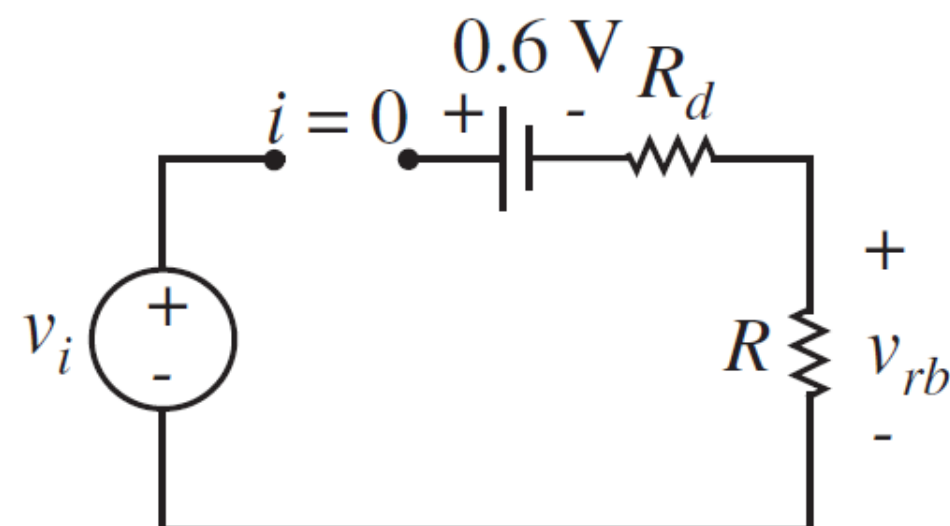 0.6 V
i = 0 + - R_d
+
v_i + - R v_rb
-